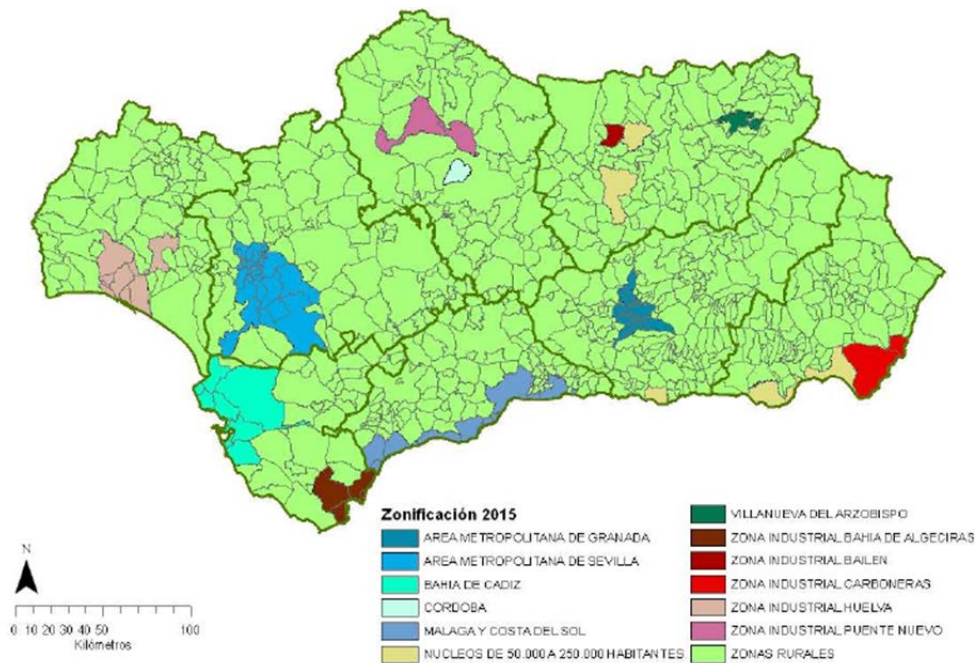 Zonificación 2015
AREA METROPOLITANA DE GRANADA
AREA METROPOLITANA DE SEVILLA
BAHIA DE CADIZ
CORDOBA
MALAGA Y COSTA DEL SOL
NUCLEOS DE 50.000 A 250.000 HABITANTES
VILLANUEVA DEL ARZOBISPO
ZONA INDUSTRIAL BAHIA DE ALGECIRAS
ZONA INDUSTRIAL BAILEN
ZONA INDUSTRIAL CARBONERAS
ZONA INDUSTRIAL HUELVA
ZONA INDUSTRIAL PUENTE NUEVO
ZONAS RURALES
N
0 10 20 30 40 50 100
Kilómetros